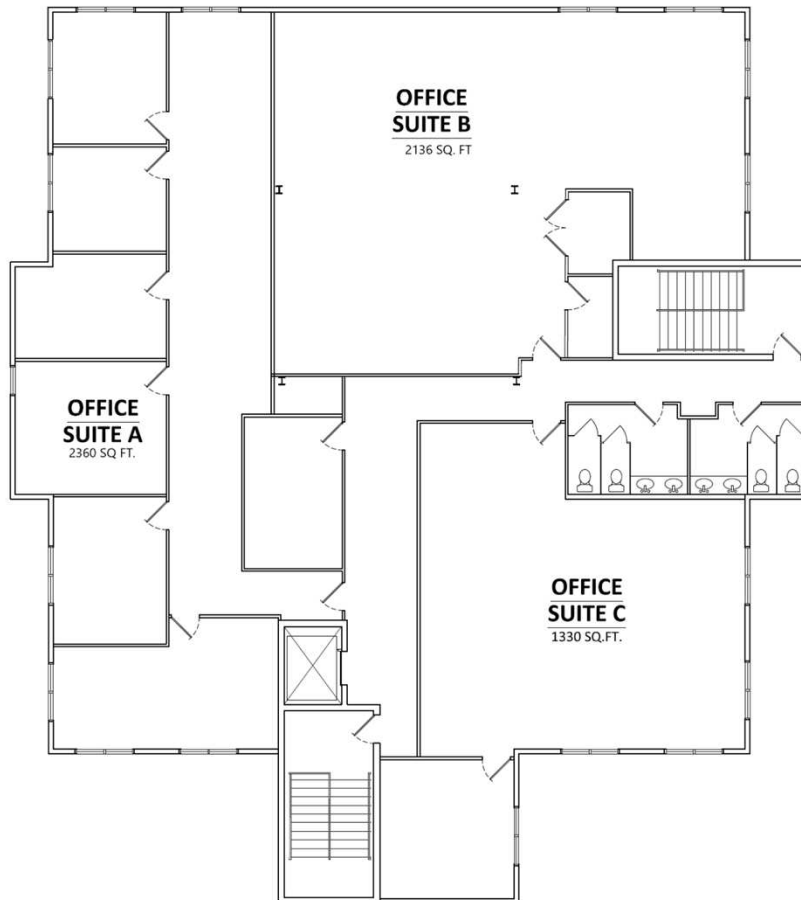 OFFICE
SUITE B
2136 SQ. FT
OFFICE
SUITE A
2360 SQ FT.
OFFICE
SUITE C
1330 SQ.FT.